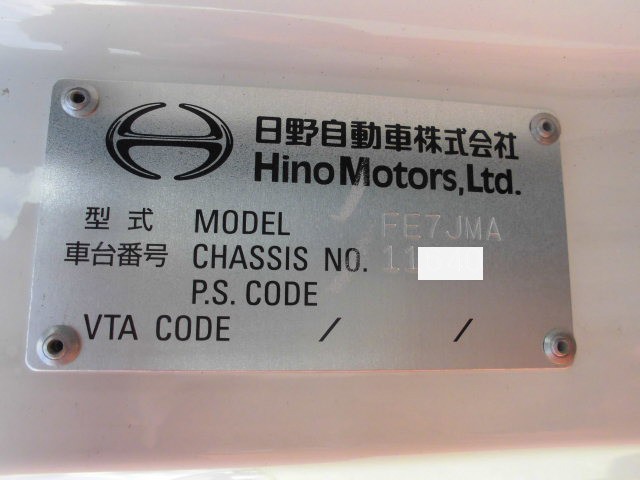 日野自動車株式会社
Hino Motors, Ltd.
型式 MODEL FE7JMA
車台番号 CHASSIS NO. 11
P.S. CODE
VTA CODE / /